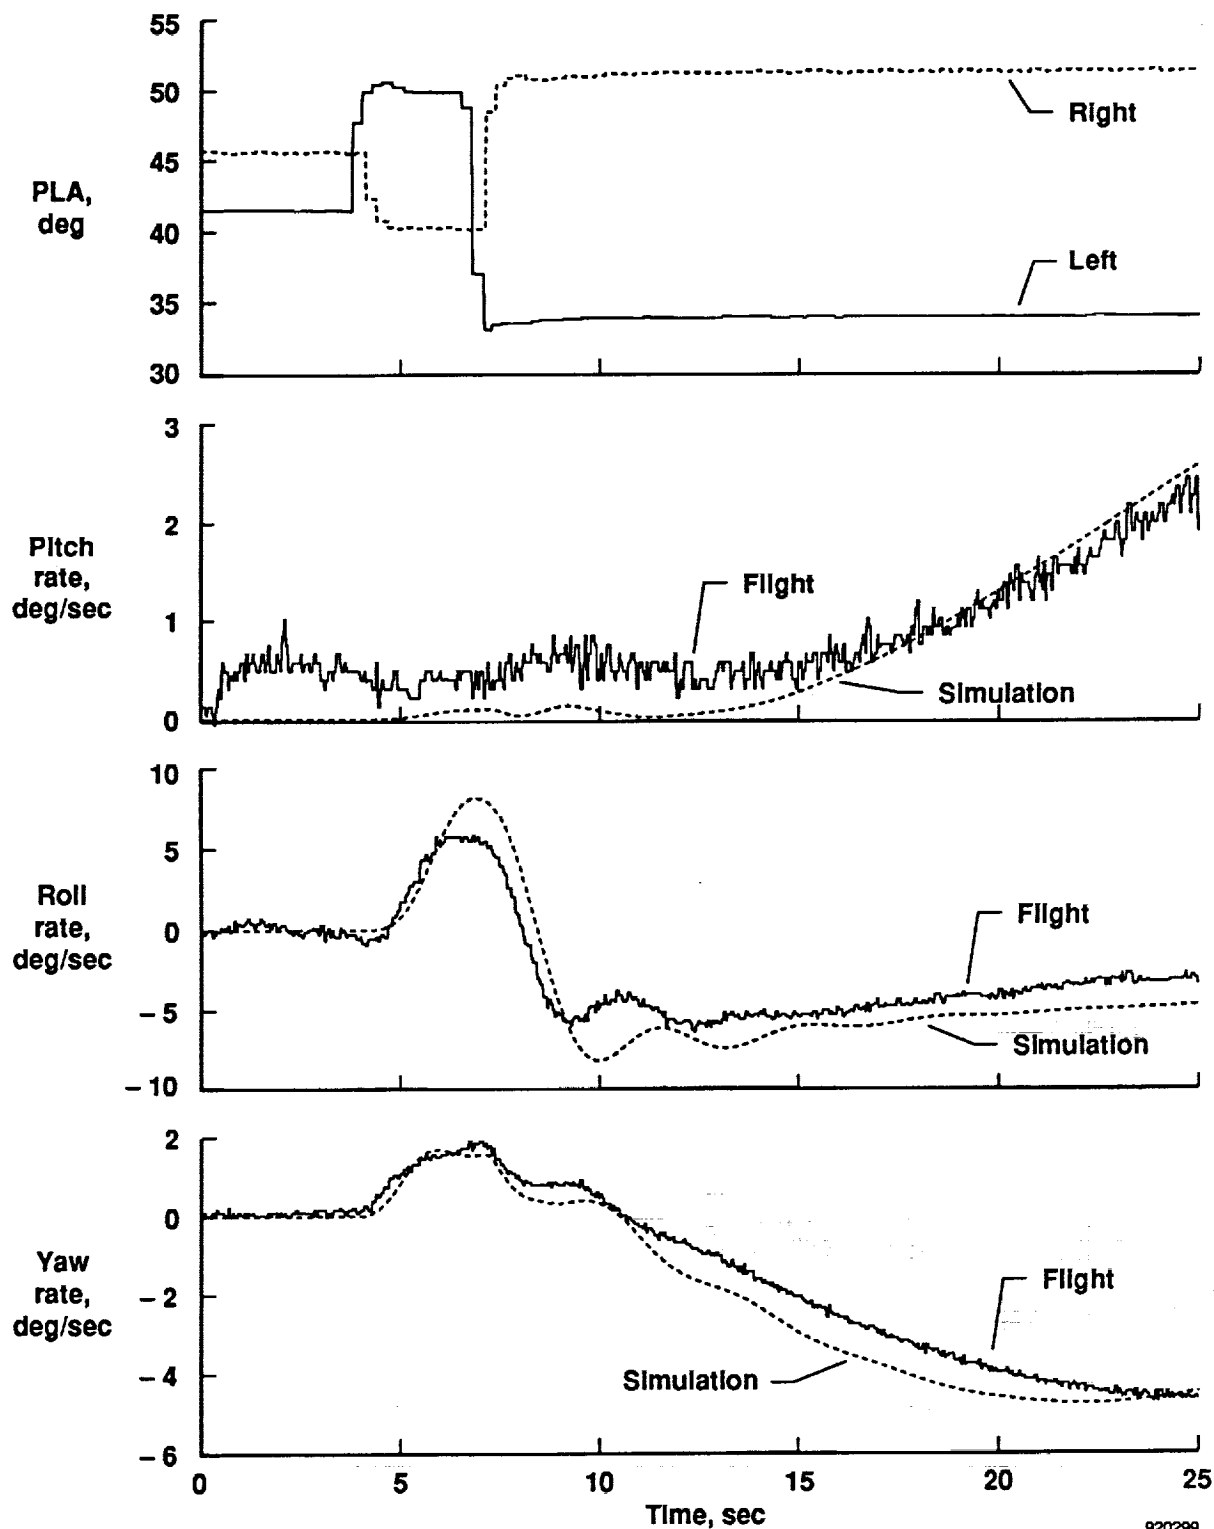 55
50
45
40
35
30
PLA,
deg
Right
Left
3
2
1
0
Pitch
rate,
deg/sec
Flight
Simulation
10
5
0
– 5
– 10
Roll
rate,
deg/sec
Flight
Simulation
2
0
– 2
– 4
– 6
Yaw
rate,
deg/sec
Flight
Simulation
0 5 10 15 20 25
Time, sec
920299